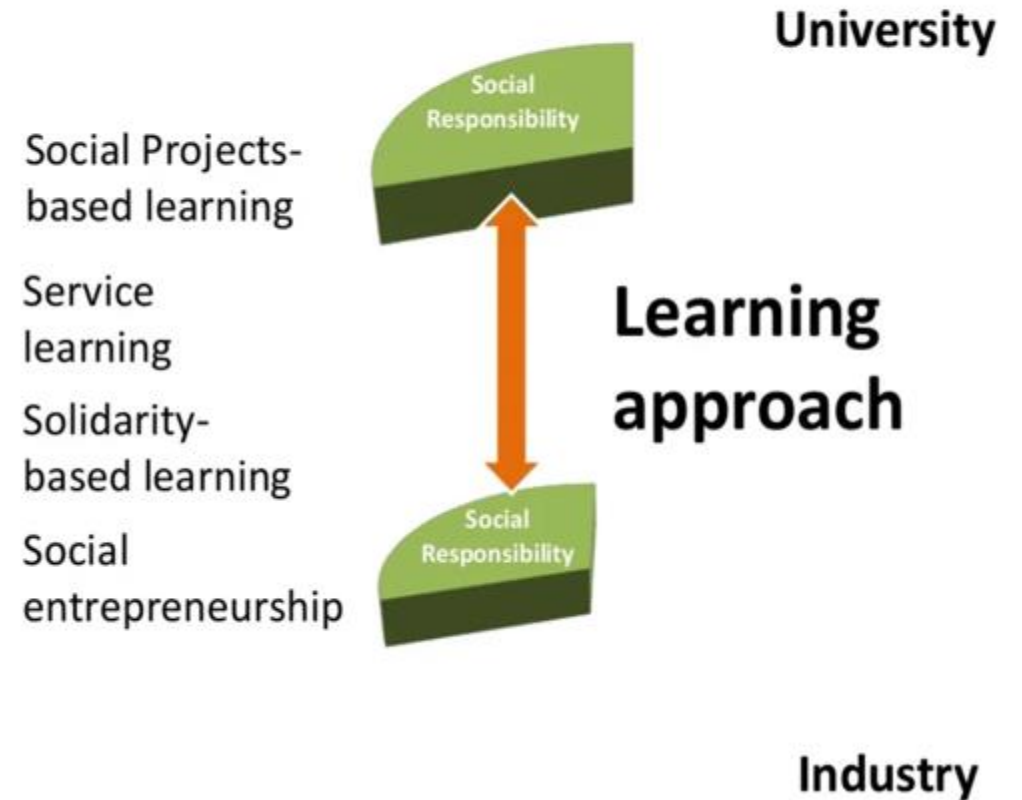 University
Social
Responsibility
Social Projects-
based learning
Service
learning
Learning
approach
Solidarity-
based learning
Social
Responsibility
Social
entrepreneurship
Industry